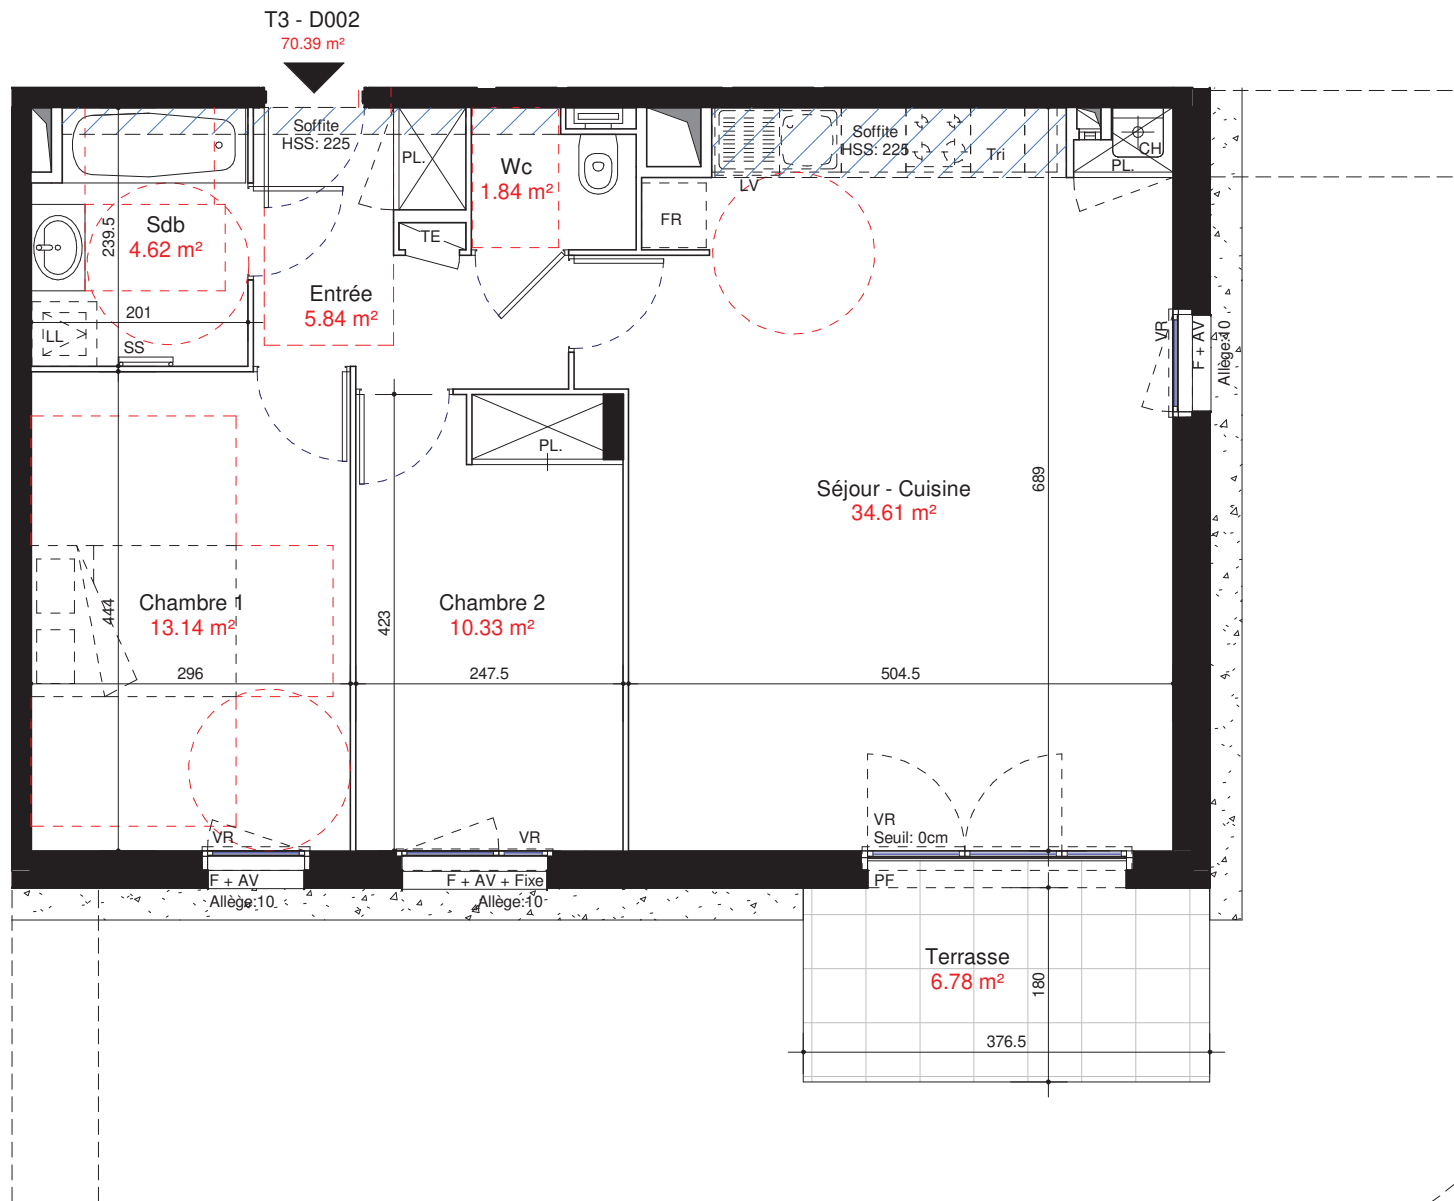 T3 - D002
70.39 m²
Soffite
HSS: 225
PL.
Wc
1.84 m²
Soffite
HSS: 225
Tri
CH
PL.
LV
FR
TE
Sdb
4.62 m²
239.5
201
LL
SS
Entrée
5.84 m²
VR
F + AV
Allège:10
PL.
Séjour - Cuisine
34.61 m²
689
Chambre 1
13.14 m²
444
Chambre 2
10.33 m²
423
296
247.5
504.5
VR
VR
VR
Seuil: 0cm
F + AV
Allège:10
F + AV + Fixe
Allège:10
PF
Terrasse
6.78 m²
180
376.5